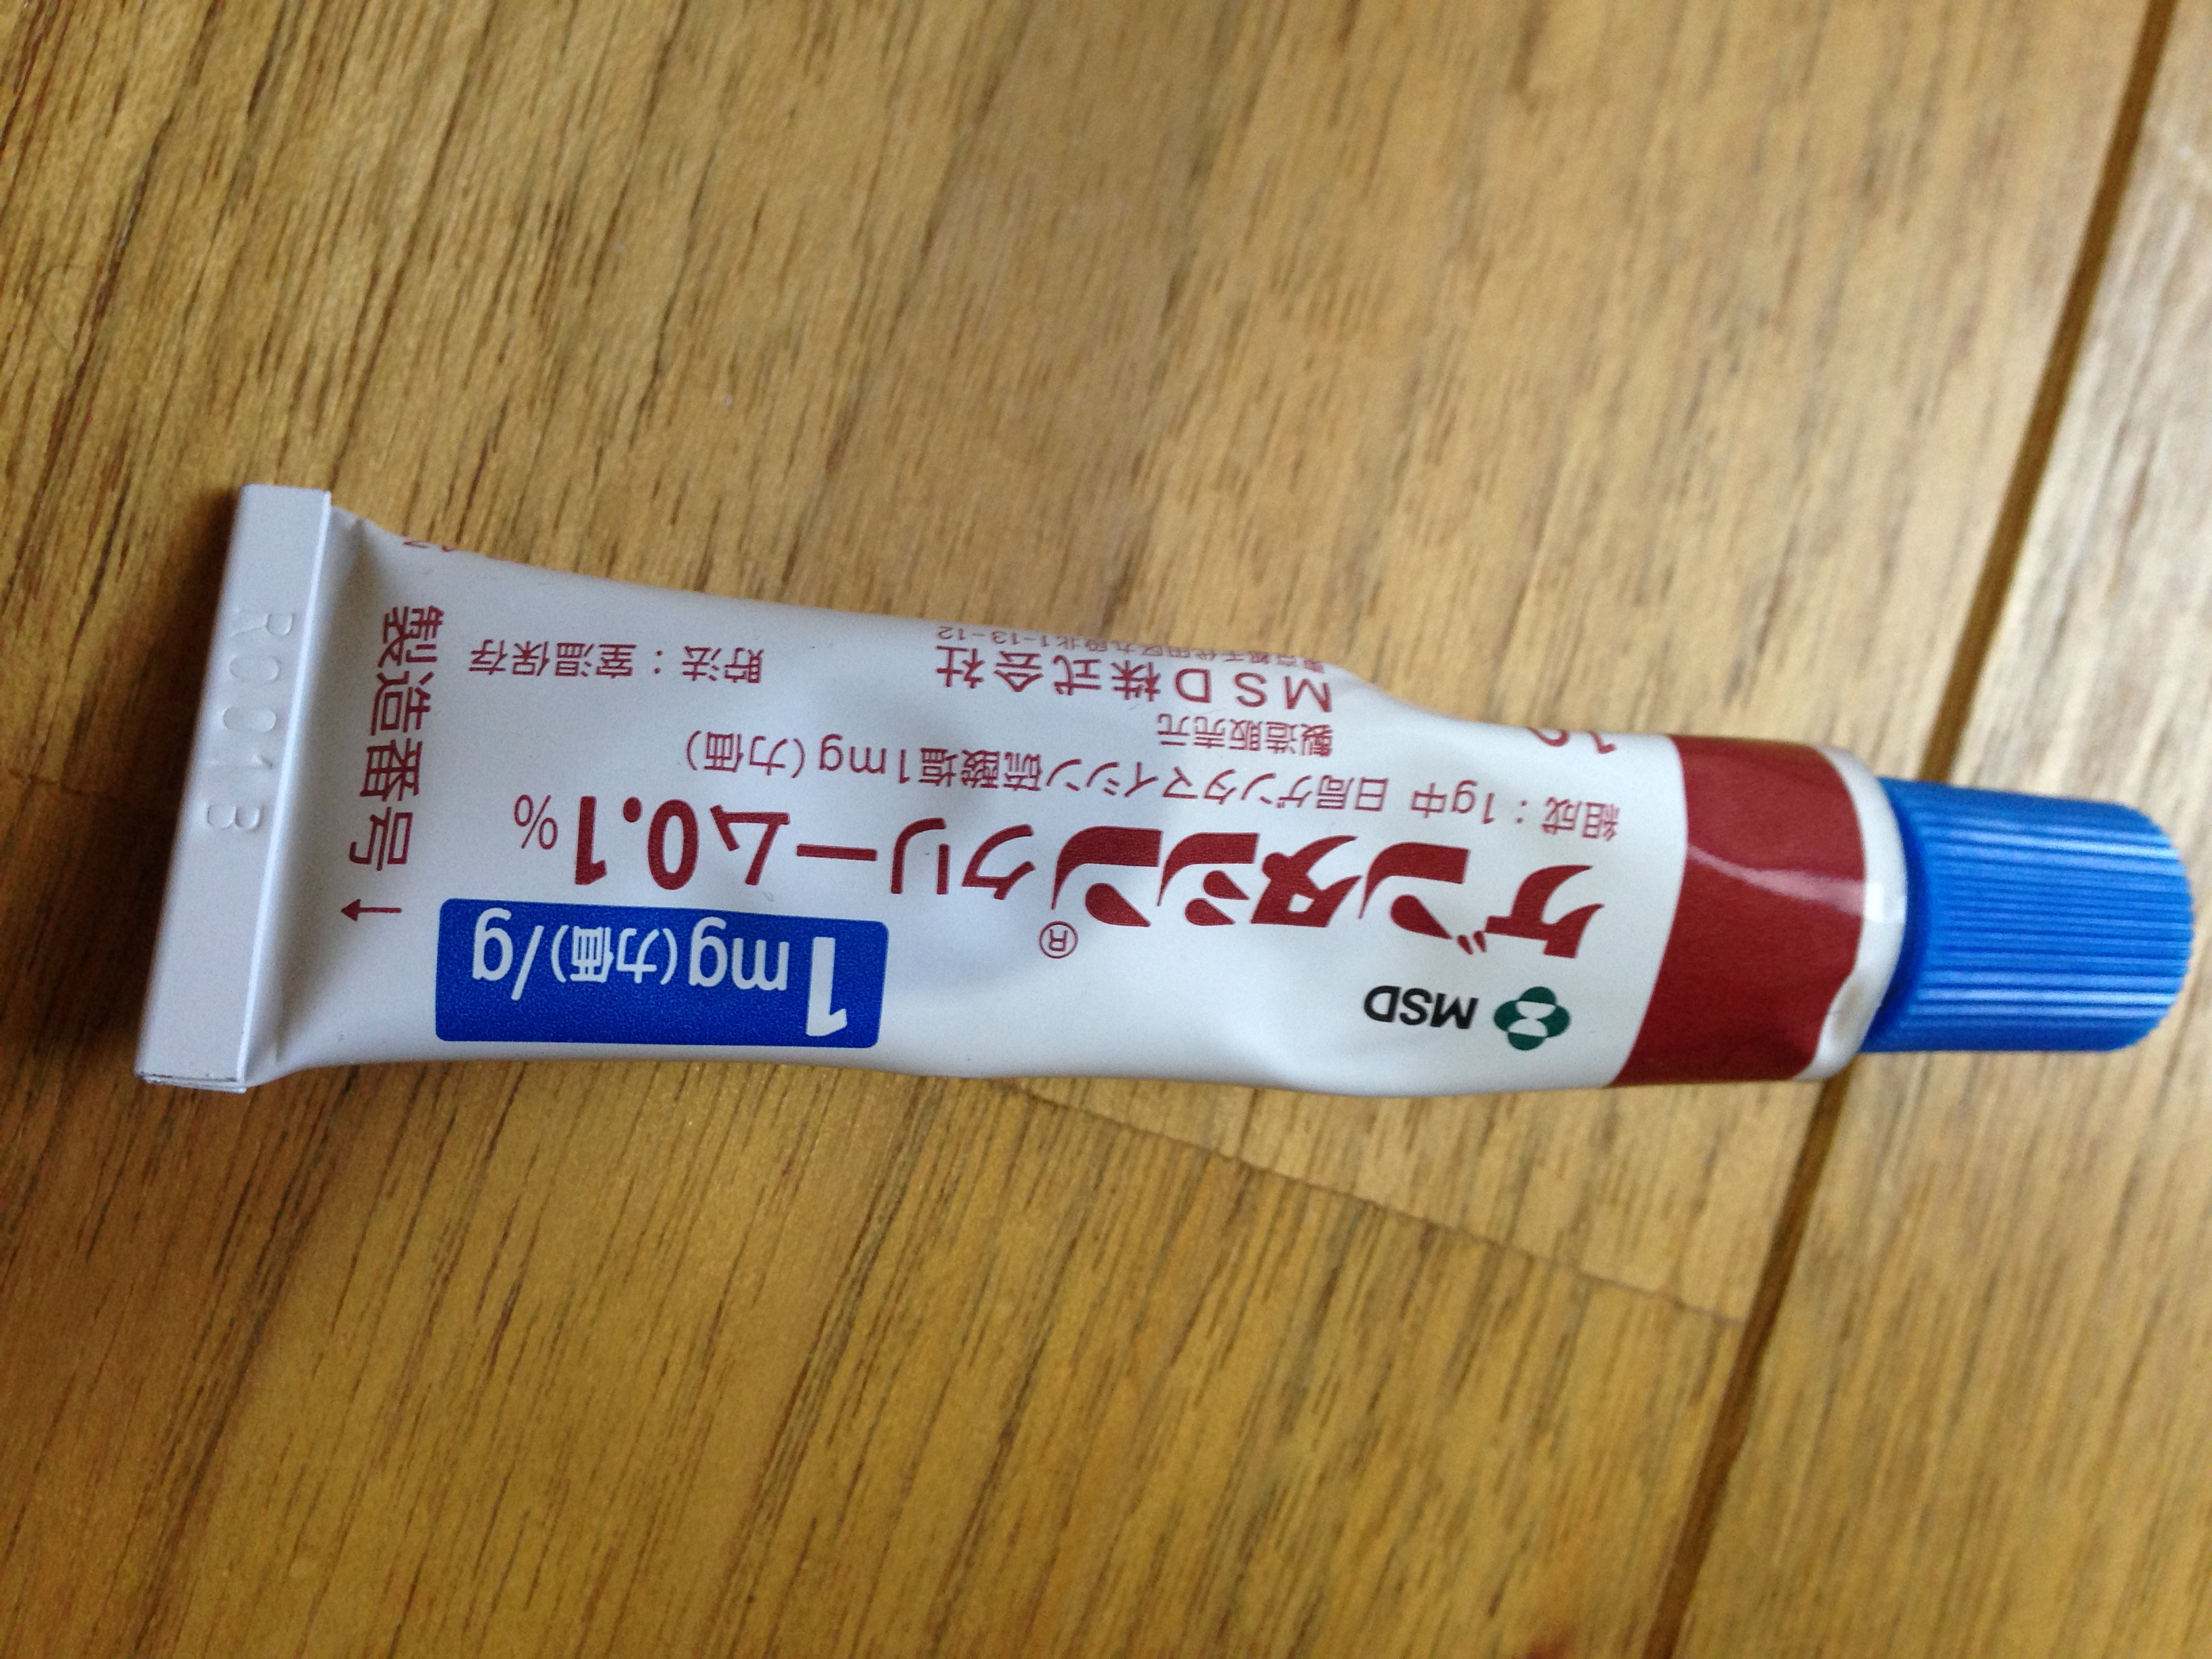 MSD
1mg(力価)/g
ゲンタシン®クリーム0.1%
組成：1g中 日局ゲンタマイシン硫酸塩1mg(力価)
製造販売元
MSD株式会社
貯法：室温保存
製造番号→
R001B